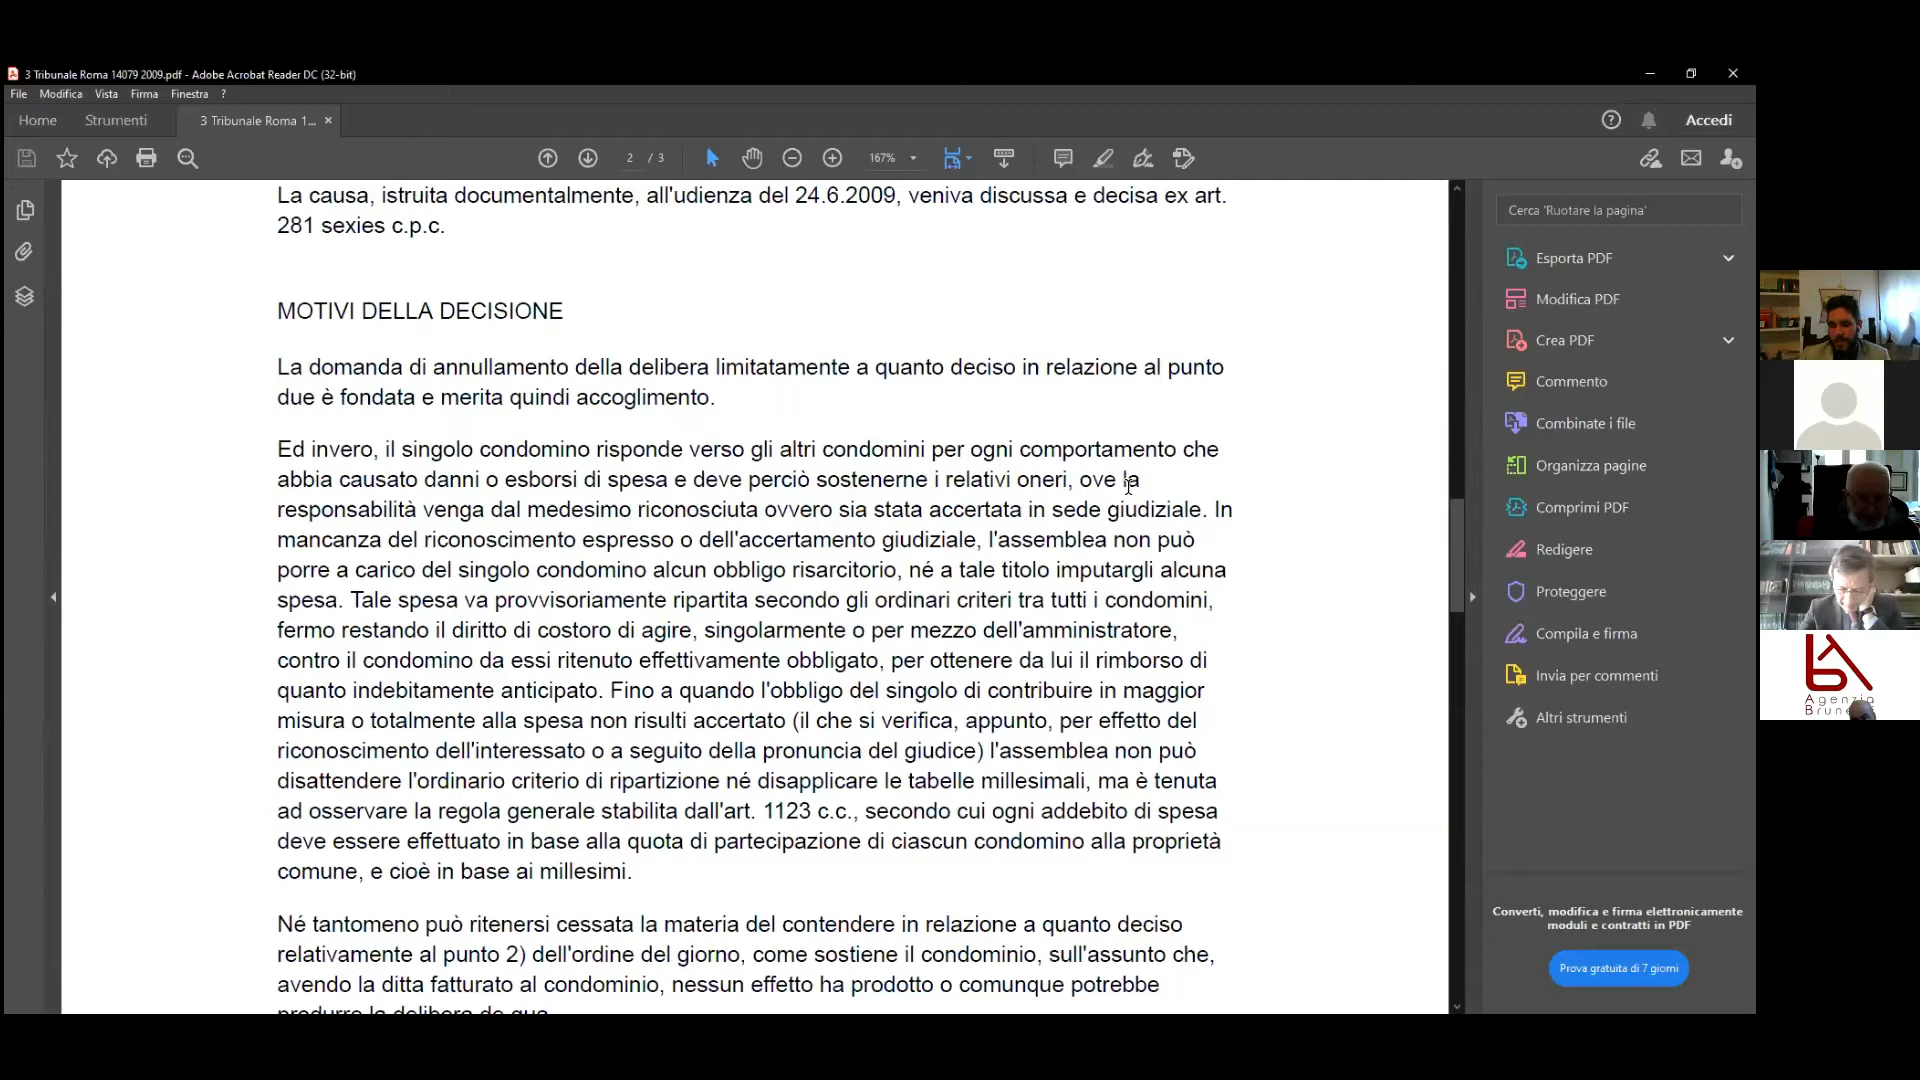 3 Tribunale Roma 14079 2009.pdf - Adobe Acrobat Reader DC (32-bit)
File Modifica Vista Firma Finestra ?
Home Strumenti 3 Tribunale Roma 1... × Accedi
2 / 3 167%
La causa, istruita documentalmente, all'udienza del 24.6.2009, veniva discussa e decisa ex art.
281 sexies c.p.c.
MOTIVI DELLA DECISIONE
La domanda di annullamento della delibera limitatamente a quanto deciso in relazione al punto
due è fondata e merita quindi accoglimento.
Ed invero, il singolo condomino risponde verso gli altri condomini per ogni comportamento che
abbia causato danni o esborsi di spesa e deve perciò sostenerne i relativi oneri, ove la
responsabilità venga dal medesimo riconosciuta ovvero sia stata accertata in sede giudiziale. In
mancanza del riconoscimento espresso o dell'accertamento giudiziale, l'assemblea non può
porre a carico del singolo condomino alcun obbligo risarcitorio, né a tale titolo imputargli alcuna
spesa. Tale spesa va provvisoriamente ripartita secondo gli ordinari criteri tra tutti i condomini,
fermo restando il diritto di costoro di agire, singolarmente o per mezzo dell'amministratore,
contro il condomino da essi ritenuto effettivamente obbligato, per ottenere da lui il rimborso di
quanto indebitamente anticipato. Fino a quando l'obbligo del singolo di contribuire in maggior
misura o totalmente alla spesa non risulti accertato (il che si verifica, appunto, per effetto del
riconoscimento dell'interessato o a seguito della pronuncia del giudice) l'assemblea non può
disattendere l'ordinario criterio di ripartizione né disapplicare le tabelle millesimali, ma è tenuta
ad osservare la regola generale stabilita dall'art. 1123 c.c., secondo cui ogni addebito di spesa
deve essere effettuato in base alla quota di partecipazione di ciascun condomino alla proprietà
comune, e cioè in base ai millesimi.
Né tantomeno può ritenersi cessata la materia del contendere in relazione a quanto deciso
relativamente al punto 2) dell'ordine del giorno, come sostiene il condominio, sull'assunto che,
avendo la ditta fatturato al condominio, nessun effetto ha prodotto o comunque potrebbe
produrre la delibera de qua.
Cerca 'Ruotare la pagina'
Esporta PDF
Modifica PDF
Crea PDF
Commento
Combinate i file
Organizza pagine
Comprimi PDF
Redigere
Proteggere
Compila e firma
Invia per commenti
Altri strumenti
Converti, modifica e firma elettronicamente
moduli e contratti in PDF
Prova gratuita di 7 giorni
Agenzia